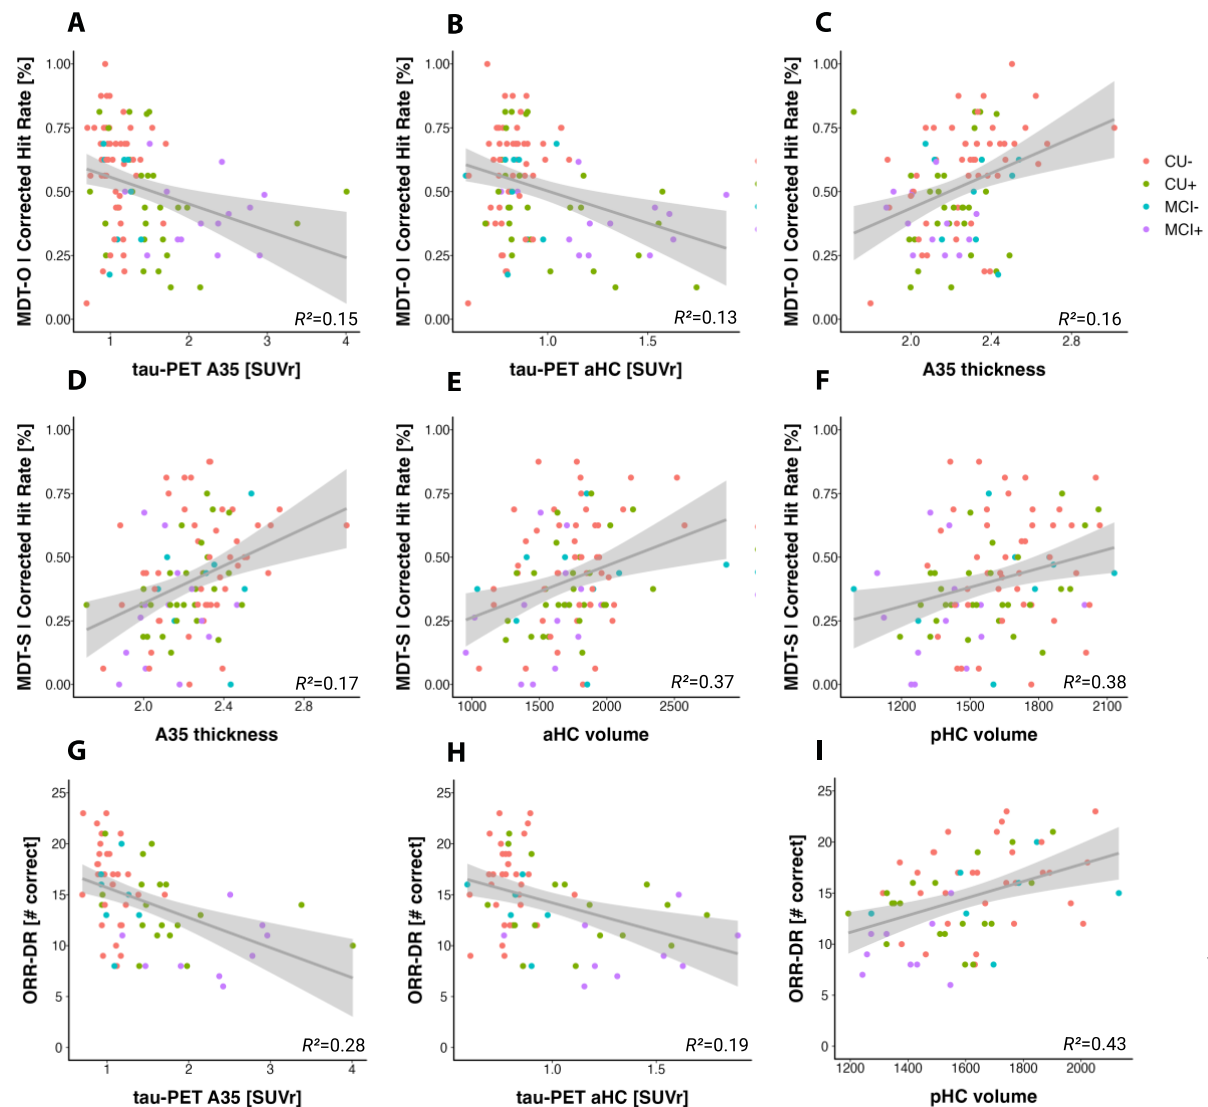 A
MDT-O | Corrected Hit Rate [%]
1.00
0.75
0.50
0.25
0.00
R²=0.15
1 2 3 4
tau-PET A35 [SUVr]
B
MDT-O | Corrected Hit Rate [%]
1.00
0.75
0.50
0.25
0.00
R²=0.13
1.0 1.5
tau-PET aHC [SUVr]
C
MDT-O | Corrected Hit Rate [%]
1.00
0.75
0.50
0.25
0.00
R²=0.16
2.0 2.4 2.8
A35 thickness
CU-
CU+
MCI-
MCI+
D
MDT-S | Corrected Hit Rate [%]
1.00
0.75
0.50
0.25
0.00
R²=0.17
2.0 2.4 2.8
A35 thickness
E
MDT-S | Corrected Hit Rate [%]
1.00
0.75
0.50
0.25
0.00
R²=0.37
1000 1500 2000 2500
aHC volume
F
MDT-S | Corrected Hit Rate [%]
1.00
0.75
0.50
0.25
0.00
R²=0.38
1200 1500 1800 2100
pHC volume
G
ORR-DR [# correct]
25
20
15
10
5
0
R²=0.28
1 2 3 4
tau-PET A35 [SUVr]
H
ORR-DR [# correct]
25
20
15
10
5
0
R²=0.19
1.0 1.5
tau-PET aHC [SUVr]
I
ORR-DR [# correct]
25
20
15
10
5
0
R²=0.43
1200 1400 1600 1800 2000
pHC volume